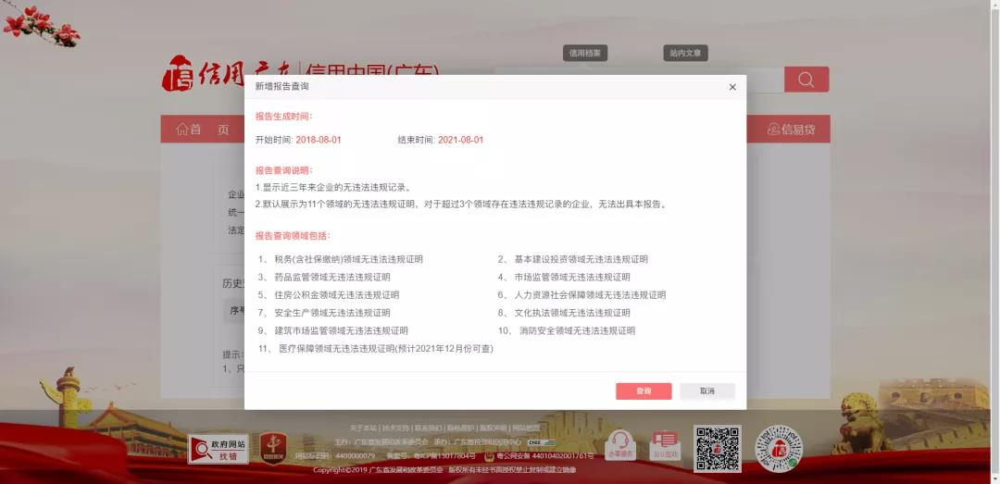 信用档案
站内文章
信用广东
信用中国(广东)
新增报告查询
×
报告生成时间：
首 页
信易贷
开始时间: 2018-08-01
结束时间: 2021-08-01
报告查询说明：
1.显示近三年来企业的无违法违规记录。
企业
2.默认展示为11个领域的无违法违规证明，对于超过3个领域存在违法违规记录的企业，无法出具本报告。
统一
法定
报告查询领域包括：
1、 税务(含社保缴纳)领域无违法违规证明
2、 基本建设投资领域无违法违规证明
3、 药品监管领域无违法违规证明
4、 市场监管领域无违法违规证明
历史
5、 住房公积金领域无违法违规证明
6、 人力资源社会保障领域无违法违规证明
序号
7、 安全生产领域无违法违规证明
8、 文化执法领域无违法违规证明
9、 建筑市场监管领域无违法违规证明
10、 消防安全领域无违法违规证明
11、 医疗保障领域无违法违规证明(预计2021年12月份可查)
提示:
1、只
查询
取消
关于本站 | 技术支持 | 联系我们 | 隐私保护 | 版权声明 | 网站地图
政府网站
找错
主办：广东省发展和改革委员会
网站标识码：4400000079 备案号：粤ICP备15017804号 粤公网安备 44010402001761号
Copyright©2019 广东省发展和改革委员会 版权所有未经书面授权禁止复制或建立镜像
办事服务
公众互动